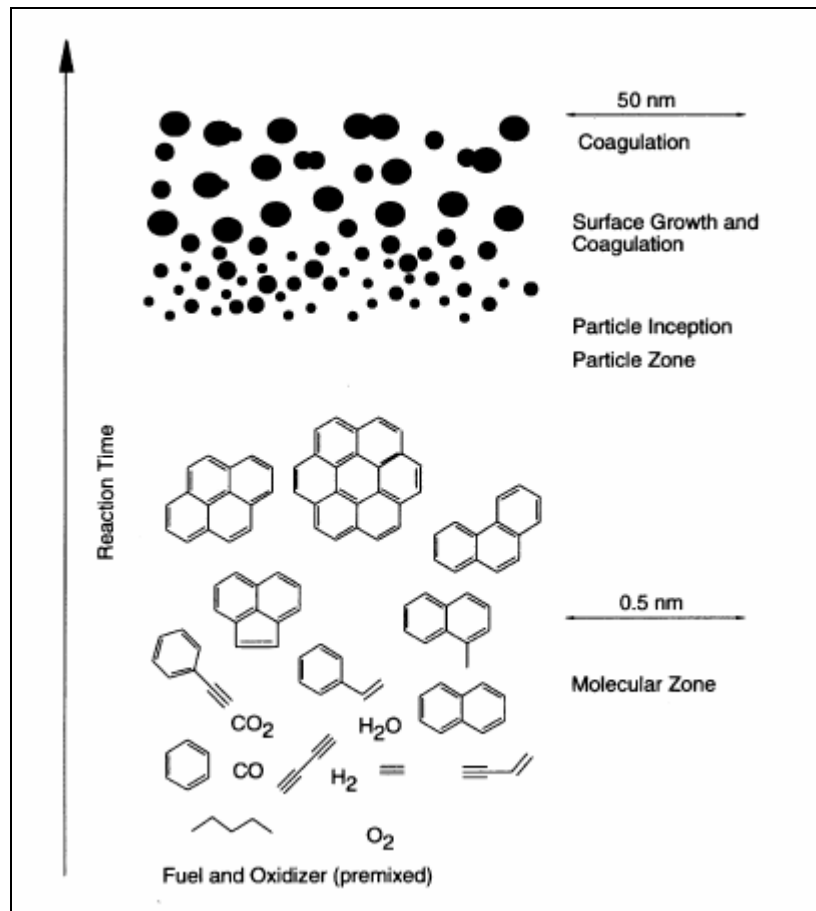 50 nm
Coagulation
Surface Growth and
Coagulation
Particle Inception
Particle Zone
Reaction Time
0.5 nm
Molecular Zone
CO2
H2O
CO
H2
O2
Fuel and Oxidizer (premixed)